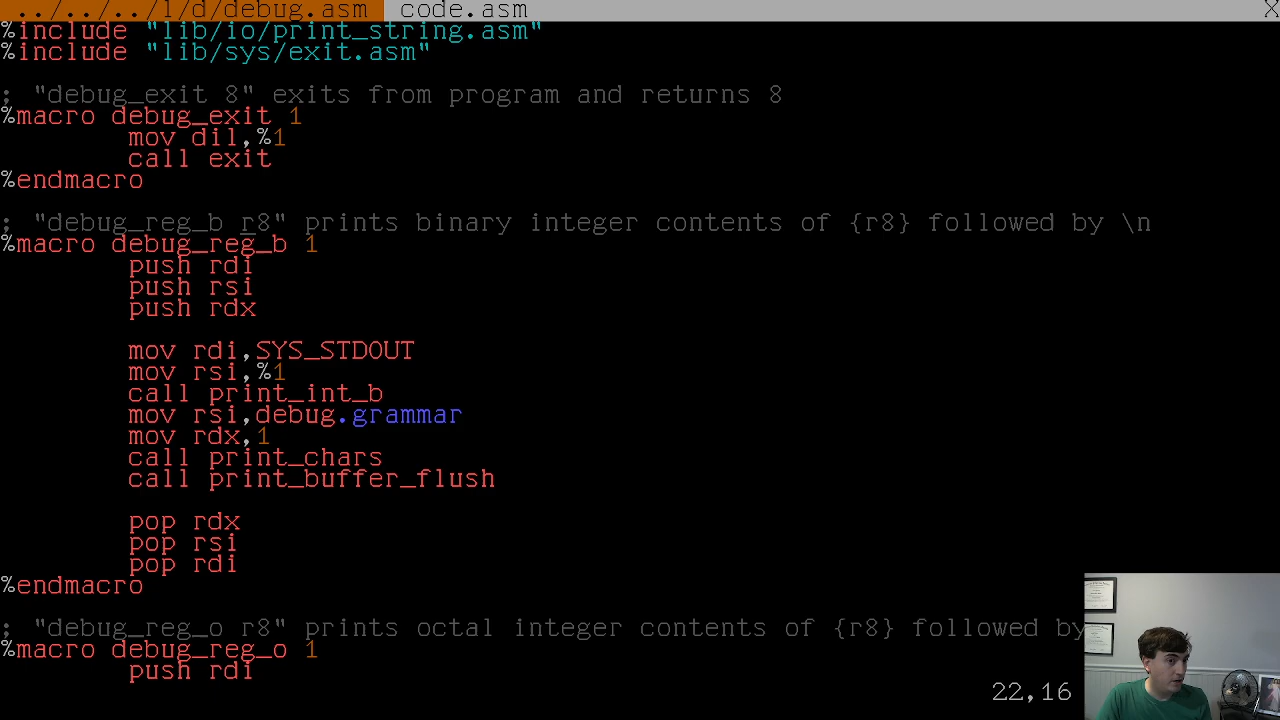 ../../../l/d/debug.asm   code.asm   X
%include "lib/io/print_string.asm"
%include "lib/sys/exit.asm"
; "debug_exit 8" exits from program and returns 8
%macro debug_exit 1
mov dil,%1
call exit
%endmacro
; "debug_reg_b r8" prints binary integer contents of {r8} followed by \n
%macro debug_reg_b 1
push rdi
push rsi
push rdx
mov rdi,SYS_STDOUT
mov rsi,%1
call print_int_b
mov rsi,debug.grammar
mov rdx,1
call print_chars
call print_buffer_flush
pop rdx
pop rsi
pop rdi
%endmacro
; "debug_reg_o r8" prints octal integer contents of {r8} followed by
%macro debug_reg_o 1
push rdi
22,16